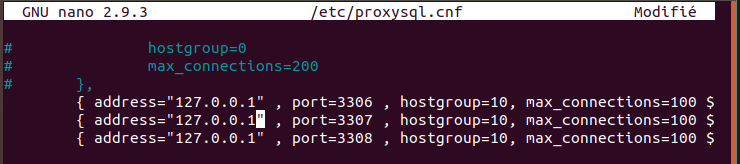 GNU nano 2.9.3 /etc/proxysql.cnf Modifié
# hostgroup=0
# max_connections=200
# },
{ address="127.0.0.1" , port=3306 , hostgroup=10, max_connections=100 $
{ address="127.0.0.1" , port=3307 , hostgroup=10, max_connections=100 $
{ address="127.0.0.1" , port=3308 , hostgroup=10, max_connections=100 $